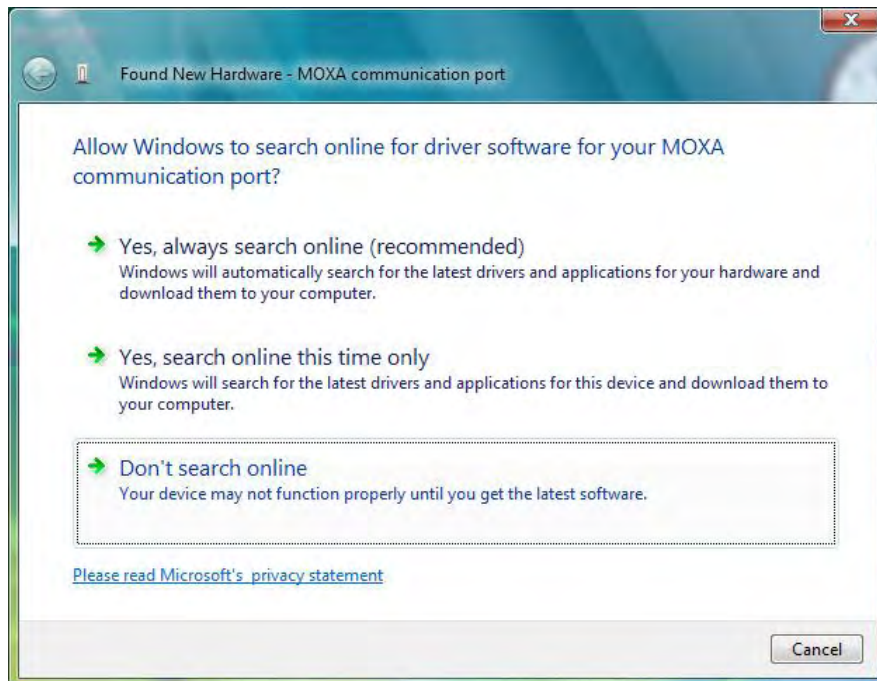 Found New Hardware - MOXA communication port
Allow Windows to search online for driver software for your MOXA
communication port?
Yes, always search online (recommended)
Windows will automatically search for the latest drivers and applications for your hardware and
download them to your computer.
Yes, search online this time only
Windows will search for the latest drivers and applications for this device and download them to
your computer.
Don't search online
Your device may not function properly until you get the latest software.
Please read Microsoft's privacy statement
Cancel